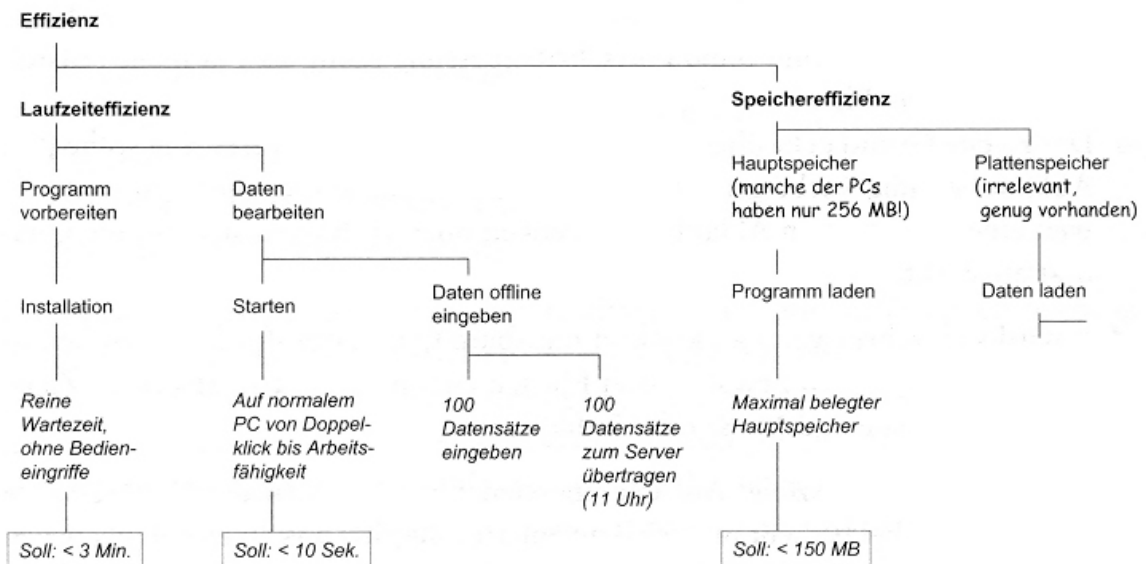 Effizienz
Laufzeiteffizienz
Speichereffizienz
Programm
vorbereiten
Daten
bearbeiten
Hauptspeicher
(manche der PCs
haben nur 256 MB!)
Plattenspeicher
(irrelevant,
genug vorhanden)
Installation
Starten
Daten offline
eingeben
Programm laden
Daten laden
Reine
Wartezeit,
ohne Bedien-
eingriffe
Auf normalem
PC von Doppel-
klick bis Arbeits-
fähigkeit
100
Datensätze
eingeben
100
Datensätze
zum Server
übertragen
(11 Uhr)
Maximal belegter
Hauptspeicher
Soll: < 3 Min.
Soll: < 10 Sek.
Soll: < 150 MB